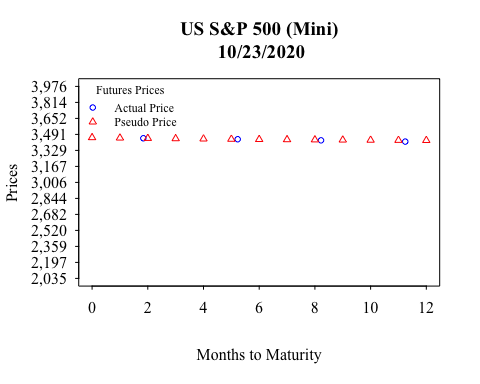 US S&P 500 (Mini)
10/23/2020
Futures Prices
Actual Price
Pseudo Price
Prices
3,976
3,814
3,652
3,491
3,329
3,167
3,006
2,844
2,682
2,520
2,359
2,197
2,035
0 2 4 6 8 10 12
Months to Maturity